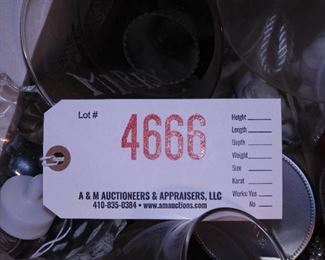 MIRRO
Lot #
4666
Height
Length
Depth
Weight
Size
Karat
Works: Yes
No
A & M AUCTIONEERS & APPRAISERS, LLC
410-835-0384 • www.amauctions.com